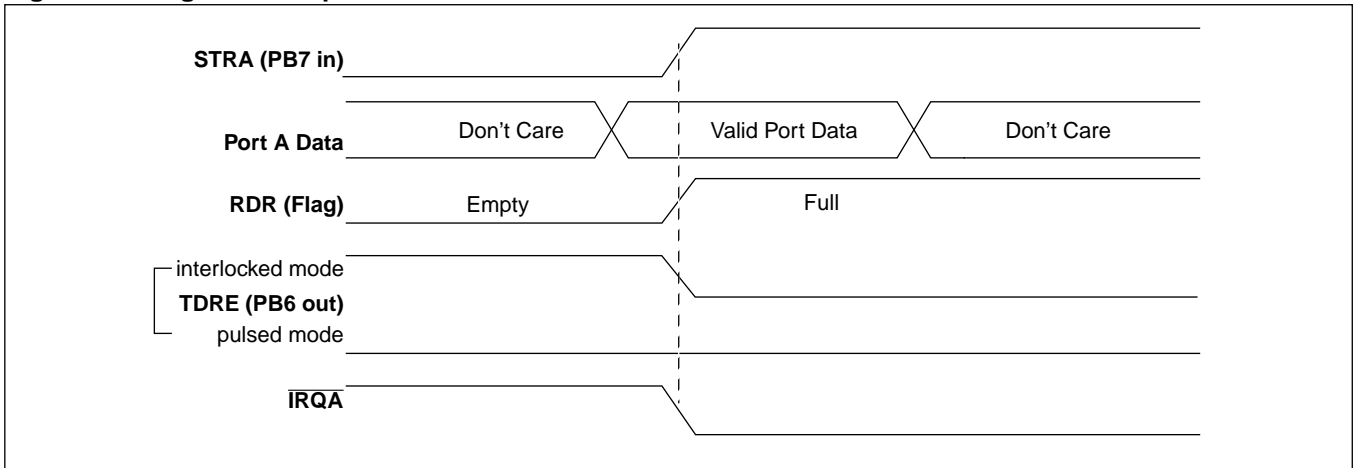 STRA (PB7 in)
Port A Data
Don't Care
Valid Port Data
Don't Care
RDR (Flag)
Empty
Full
interlocked mode
TDRE (PB6 out)
pulsed mode
IRQA